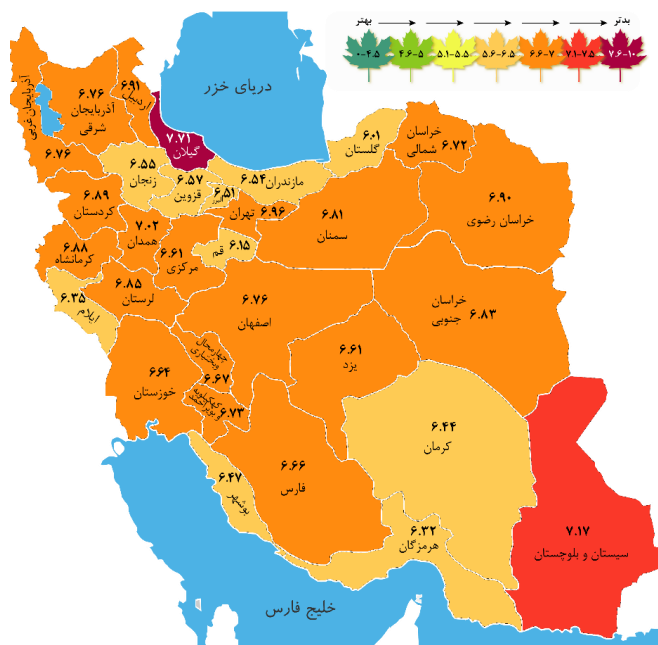 بهتر
بدتر
۰-۴.۵
۴.۶-۵
۵.۱-۵.۵
۵.۶-۶.۵
۶.۶-۷
۷.۱-۷.۵
۷.۶-۱۰
دریای خزر
آذربایجان غربی
۶.۷۶
۶.۷۶
آذربایجان
شرقی
۶.۹۱
اردبیل
۷.۷۱
گیلان
۶.۰۱
گلستان
خراسان
شمالی
۶.۷۲
۶.۵۵
زنجان
۶.۵۷
قزوین
۶.۵۱
البرز
۶.۵۴
مازندران
۶.۹۰
خراسان رضوی
۶.۸۹
کردستان
۷.۰۲
همدان
تهران
۶.۹۶
۶.۸۱
سمنان
۶.۸۸
کرمانشاه
۶.۶۱
مرکزی
قم
۶.۱۵
۶.۳۵
ایلام
۶.۸۵
لرستان
۶.۷۶
اصفهان
خراسان
جنوبی
۶.۸۳
۶.۶۱
یزد
چهارمحال
وبختیاری
۶.۶۷
۶.۶۴
خوزستان
کهگیلویه
و بویراحمد
۶.۷۳
۶.۴۴
کرمان
۶.۶۶
فارس
۶.۴۷
بوشهر
۶.۳۲
هرمزگان
۷.۱۷
سیستان و بلوچستان
خلیج فارس